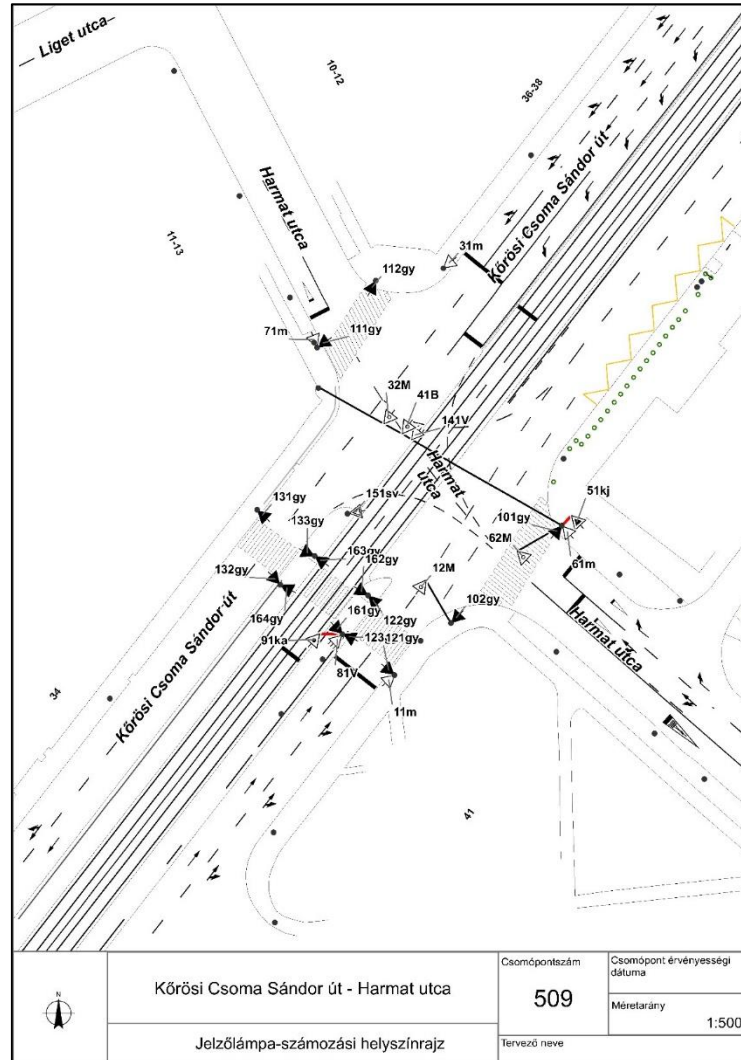 Liget utca
10-12
36-38
Kőrösi Csoma Sándor út
Harmat utca
11-13
31m
112gy
71m
111gy
32M
41B
141V
Harmat utca
51kj
101gy
61m
62M
151sv
131gy
133gy
163gy
162gy
12M
102gy
132gy
164gy
161gy
122gy
91ka
123
121gy
81V
11m
Harmat utca
Kőrösi Csoma Sándor út
34
41
N
Kőrösi Csoma Sándor út - Harmat utca
Jelzőlámpa-számozási helyszínrajz
Csomópontszám
509
Csomópont érvényességi
dátuma
Méretarány
1:500
Tervező neve